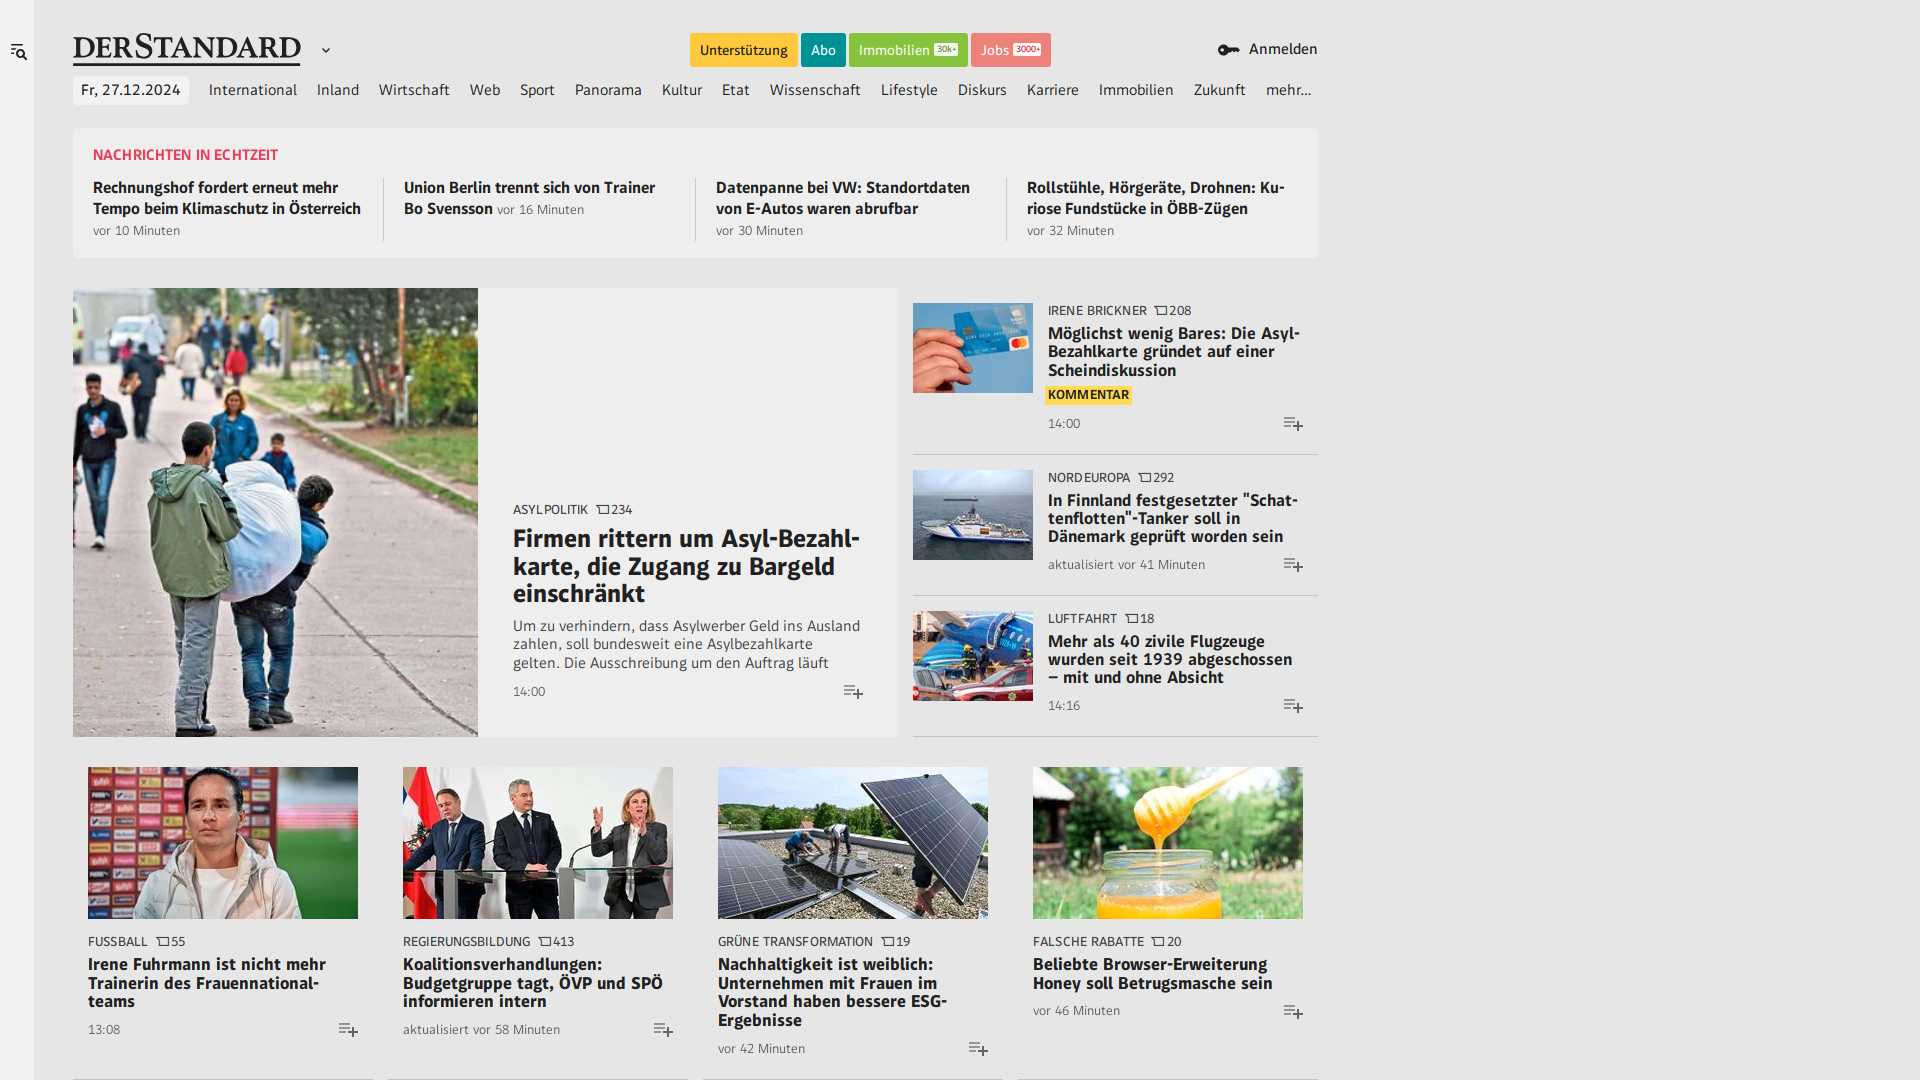 DERSTANDARD
Unterstützung
Abo
Immobilien 30k+
Jobs 3000+
Anmelden
Fr, 27.12.2024
International
Inland
Wirtschaft
Web
Sport
Panorama
Kultur
Etat
Wissenschaft
Lifestyle
Diskurs
Karriere
Immobilien
Zukunft
mehr...
NACHRICHTEN IN ECHTZEIT
Rechnungshof fordert erneut mehr
Tempo beim Klimaschutz in Österreich
vor 10 Minuten
Union Berlin trennt sich von Trainer
Bo Svensson vor 16 Minuten
Datenpanne bei VW: Standortdaten
von E-Autos waren abrufbar
vor 30 Minuten
Rollstühle, Hörgeräte, Drohnen: Ku-
riose Fundstücke in ÖBB-Zügen
vor 32 Minuten
ASYLPOLITIK 234
Firmen rittern um Asyl-Bezahl-
karte, die Zugang zu Bargeld
einschränkt
Um zu verhindern, dass Asylwerber Geld ins Ausland
zahlen, soll bundesweit eine Asylbezahlkarte
gelten. Die Ausschreibung um den Auftrag läuft
14:00
IRENE BRICKNER 208
Möglichst wenig Bares: Die Asyl-
Bezahlkarte gründet auf einer
Scheindiskussion
KOMMENTAR
14:00
NORDEUROPA 292
In Finnland festgesetzter "Schat-
tenflotten"-Tanker soll in
Dänemark geprüft worden sein
aktualisiert vor 41 Minuten
LUFTFAHRT 18
Mehr als 40 zivile Flugzeuge
wurden seit 1939 abgeschossen
– mit und ohne Absicht
14:16
FUSSBALL 55
Irene Fuhrmann ist nicht mehr
Trainerin des Frauennational-
teams
13:08
REGIERUNGSBILDUNG 413
Koalitionsverhandlungen:
Budgetgruppe tagt, ÖVP und SPÖ
informieren intern
aktualisiert vor 58 Minuten
GRÜNE TRANSFORMATION 19
Nachhaltigkeit ist weiblich:
Unternehmen mit Frauen im
Vorstand haben bessere ESG-
Ergebnisse
vor 42 Minuten
FALSCHE RABATTE 20
Beliebte Browser-Erweiterung
Honey soll Betrugsmasche sein
vor 46 Minuten